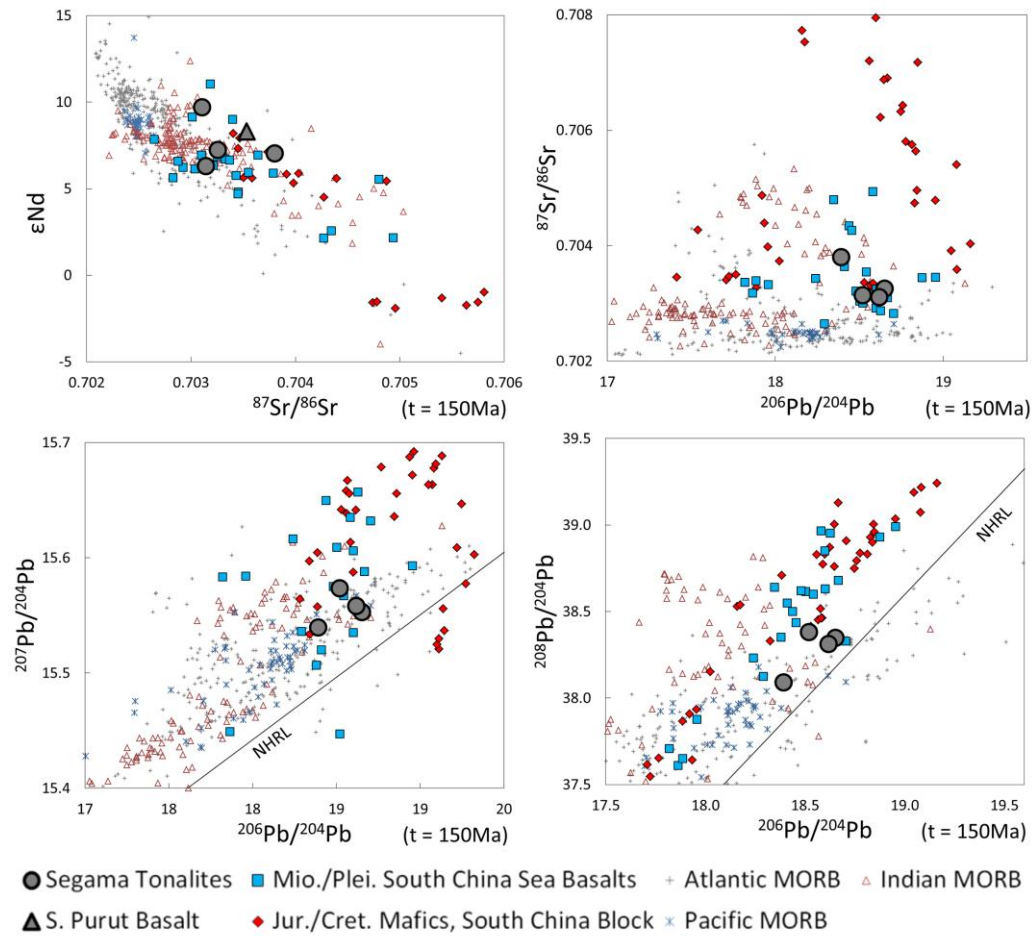 15
10
5
0
-5
εNd
0.702 0.703 0.704 0.705 0.706
⁸⁷Sr/⁸⁶Sr (t = 150Ma)
0.708
0.706
0.704
0.702
⁸⁷Sr/⁸⁶Sr
17 18 19
²⁰⁶Pb/²⁰⁴Pb (t = 150Ma)
15.7
15.6
15.5
15.4
²⁰⁷Pb/²⁰⁴Pb
NHRL
17 18 18 19 19 20
²⁰⁶Pb/²⁰⁴Pb (t = 150Ma)
39.5
39.0
38.5
38.0
37.5
²⁰⁸Pb/²⁰⁴Pb
NHRL
17.5 18.0 18.5 19.0 19.5
²⁰⁶Pb/²⁰⁴Pb (t = 150Ma)
Segama Tonalites Mio./Plei. South China Sea Basalts Atlantic MORB Indian MORB
S. Purut Basalt Jur./Cret. Mafics, South China Block Pacific MORB